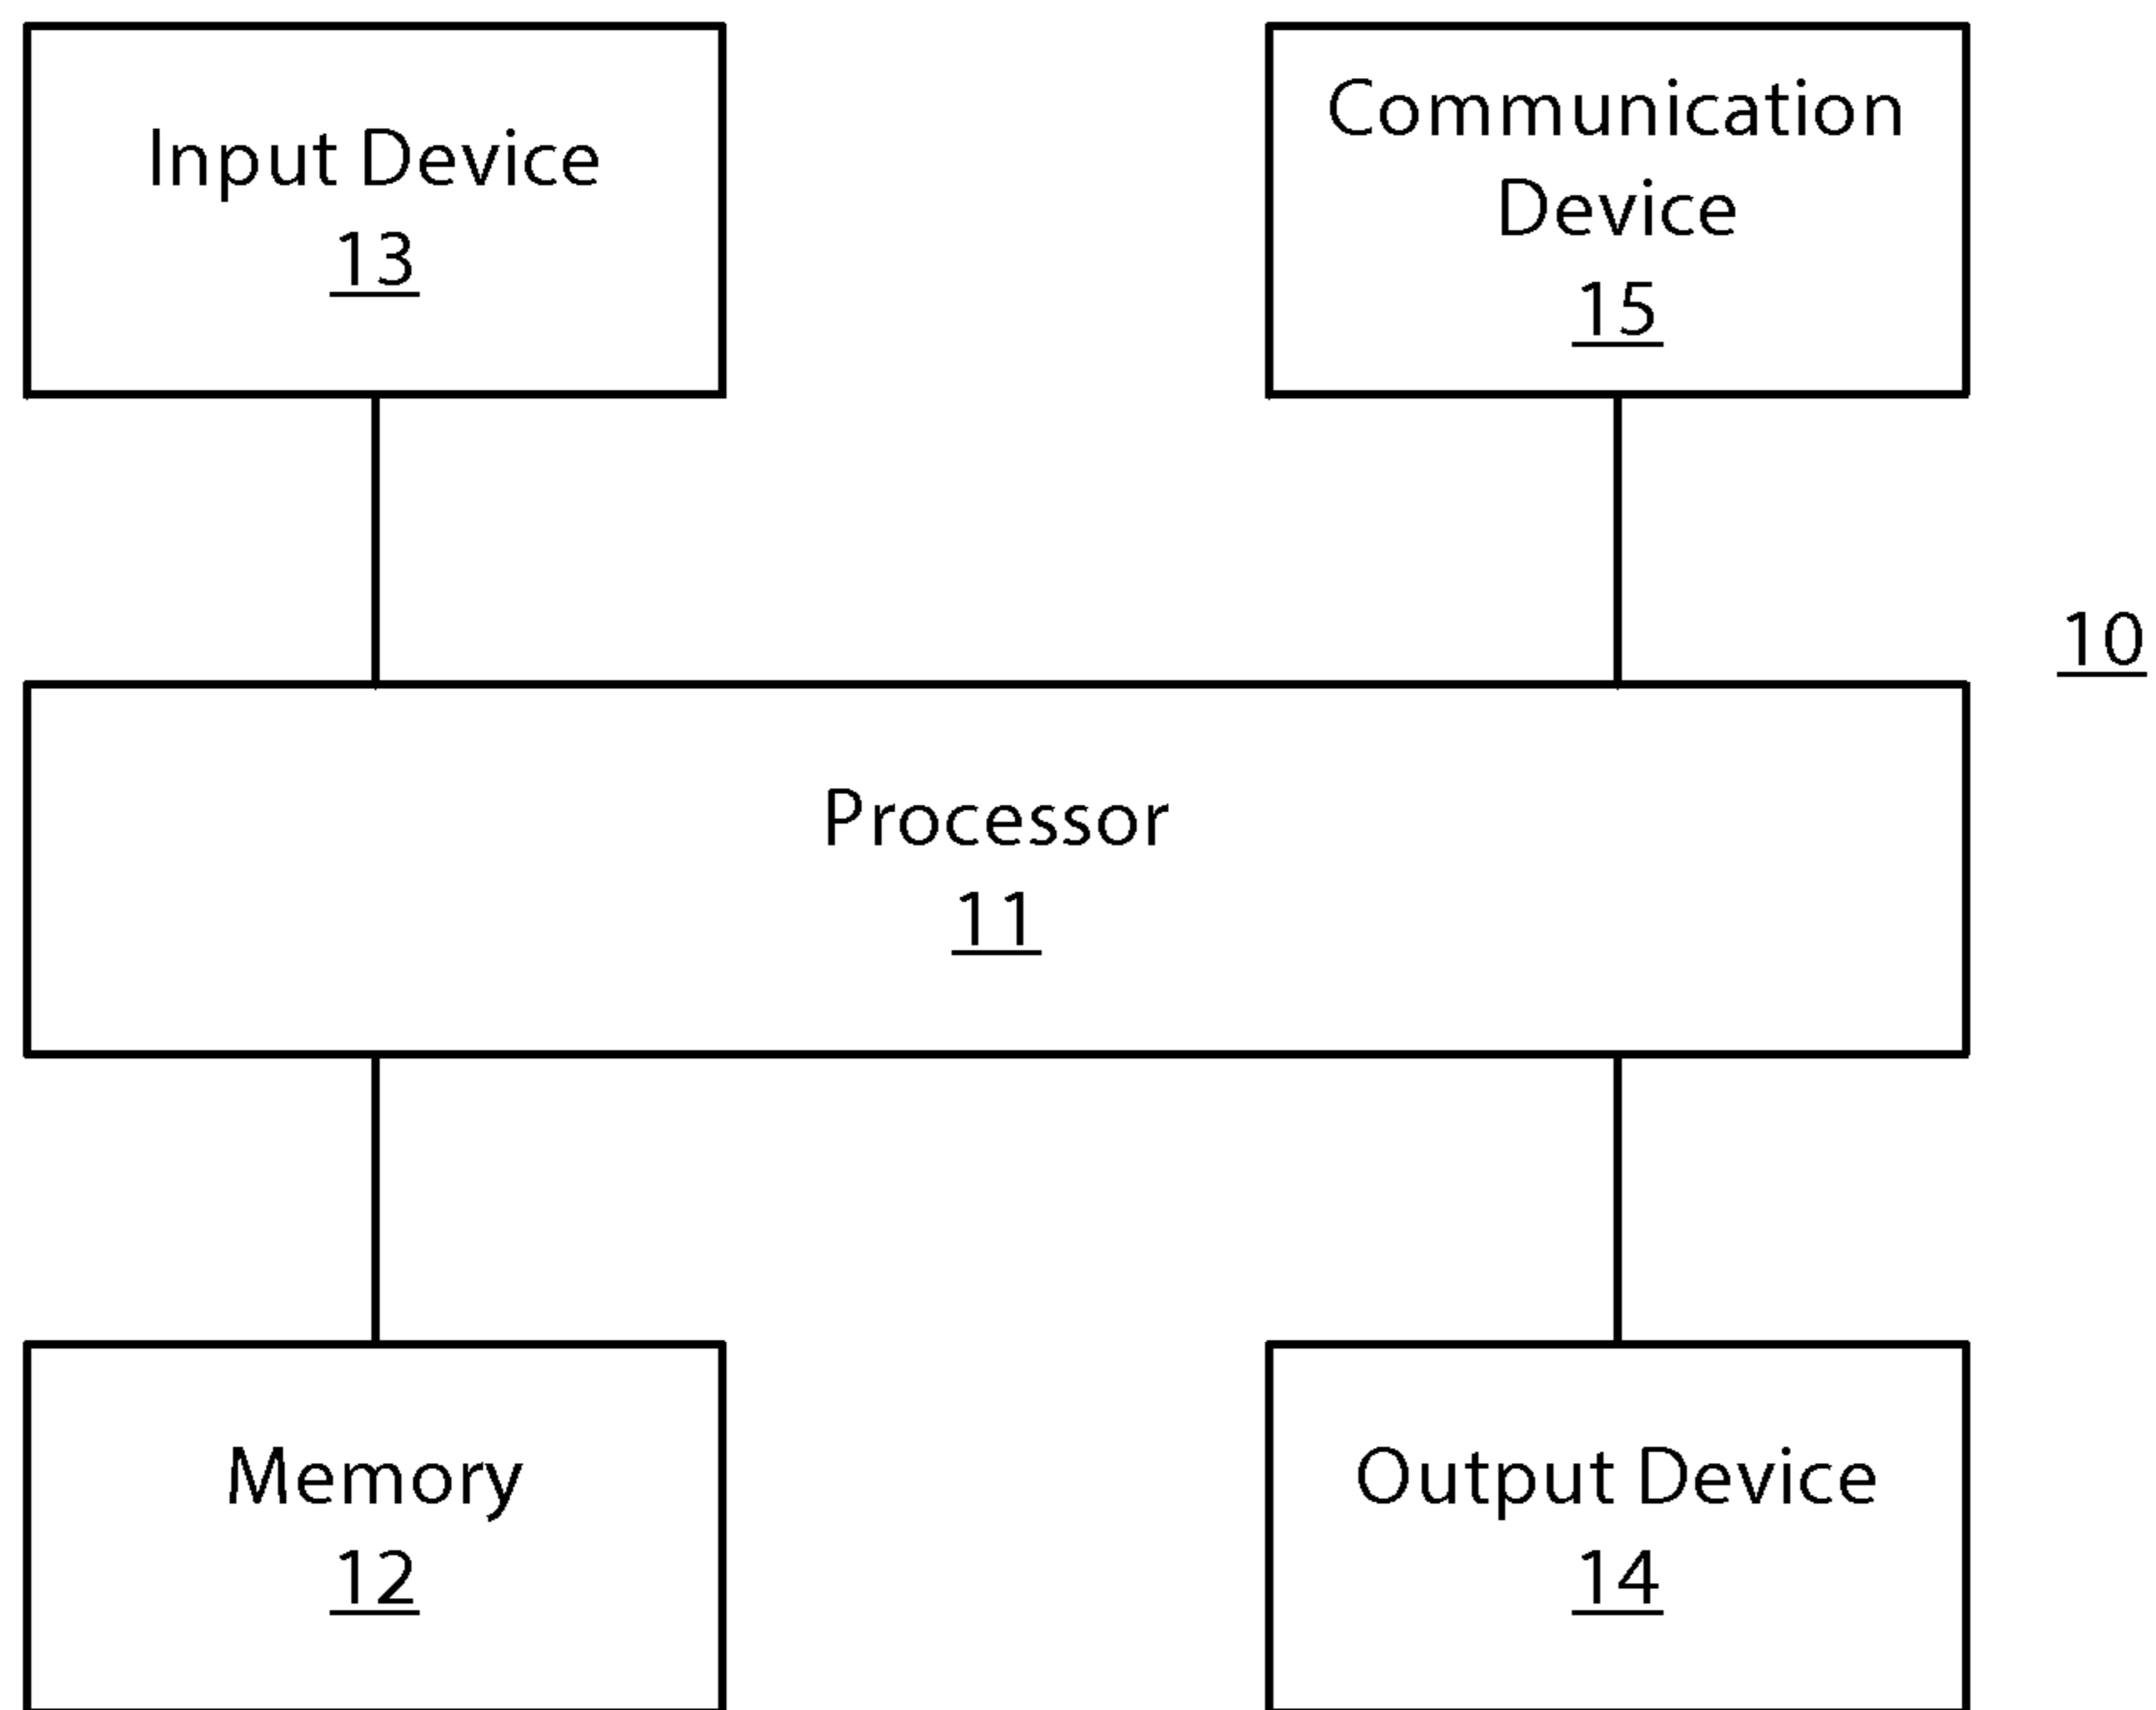 Input Device
13
Communication
Device
15
10
Processor
11
Memory
12
Output Device
14